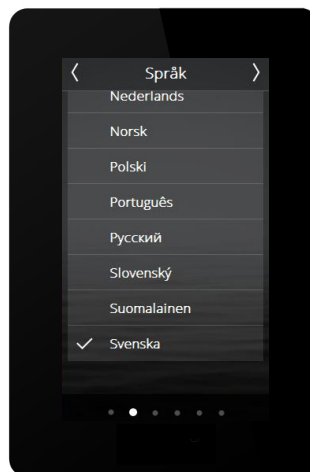 Språk
Nederlands
Norsk
Polski
Português
Русский
Slovenský
Suomalainen
Svenska